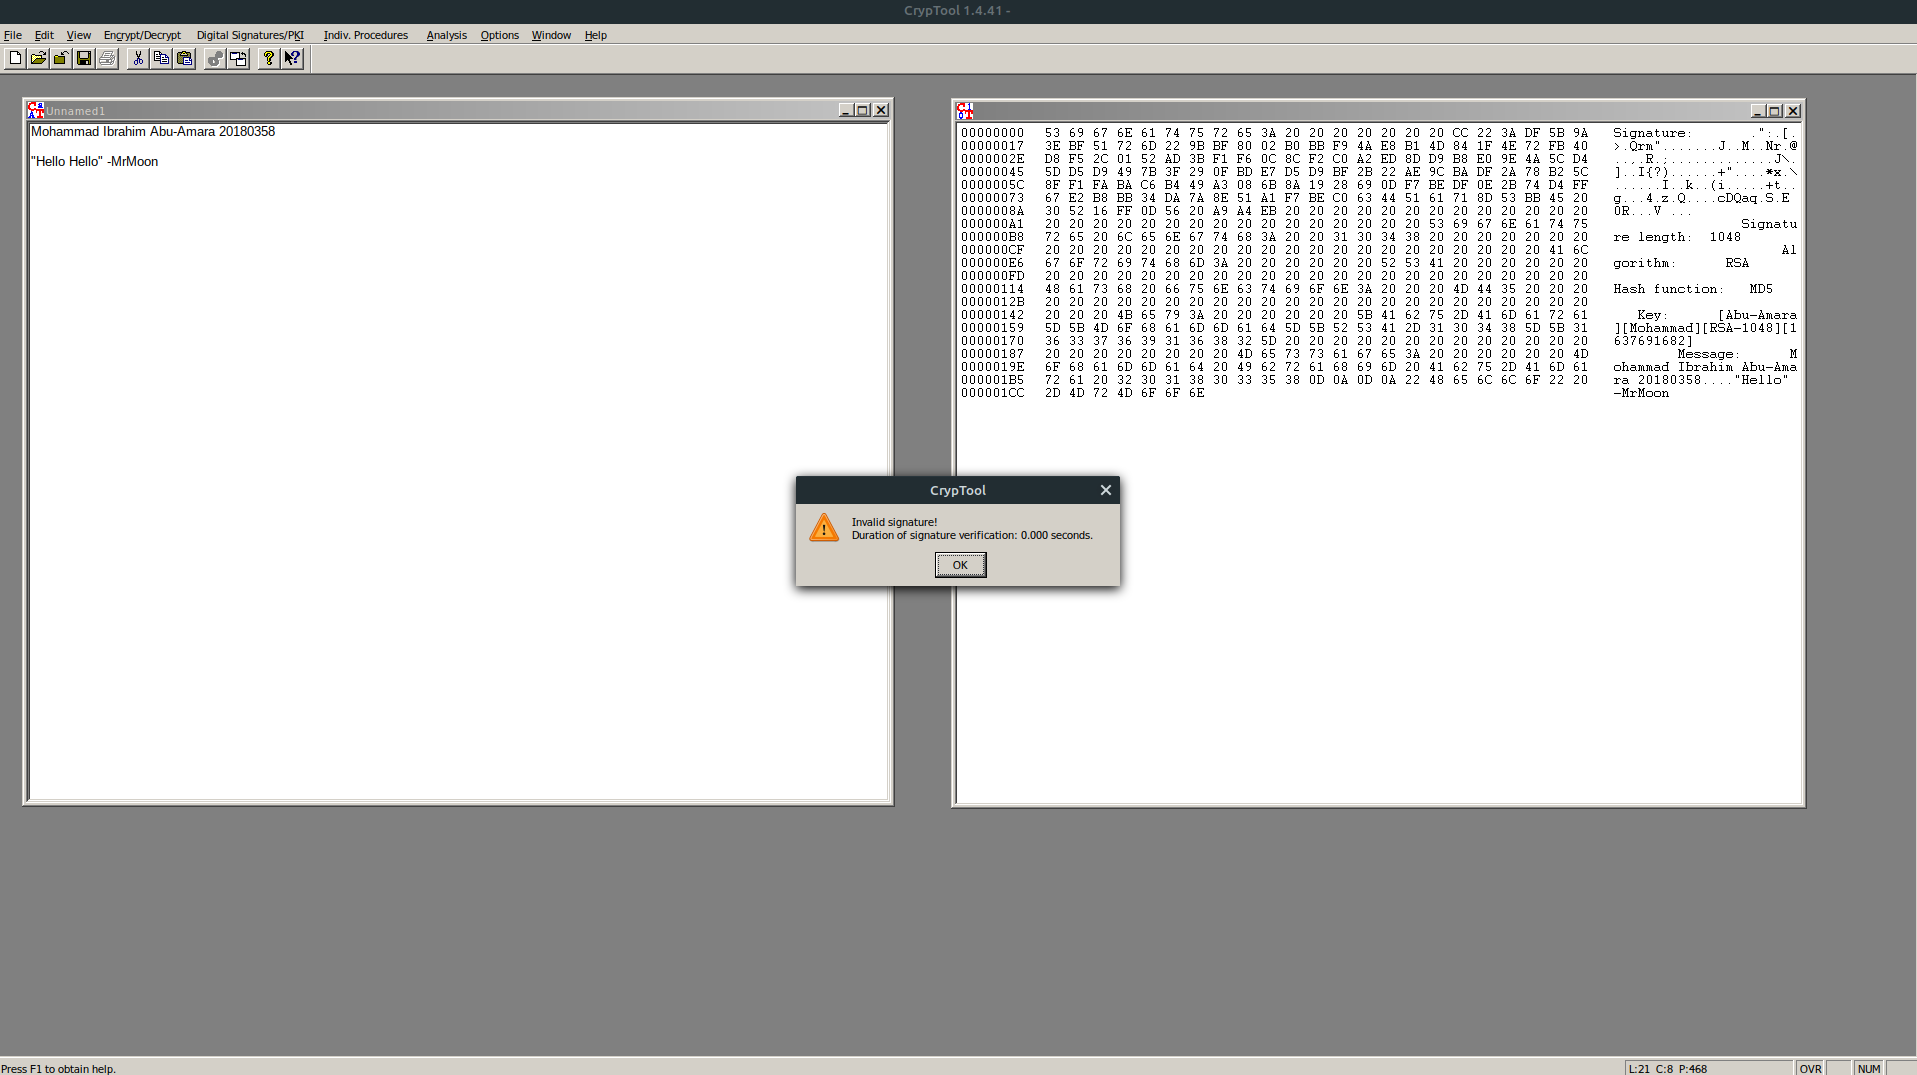 CrypTool 1.4.41 -
File Edit View Encrypt/Decrypt Digital Signatures/PKI Indiv. Procedures Analysis Options Window Help
Unnamed1
Mohammad Ibrahim Abu-Amara 20180358
"Hello Hello" -MrMoon
00000000 53 69 67 6E 61 74 75 72 65 3A 20 20 20 20 20 20 20 CC 22 3A DF 5B 9A Signature: .":.[.
00000017 3E BF 51 72 6D 22 9B BF 80 02 B0 BB F9 4A E8 B1 4D 84 1F 4E 72 FB 40 >.Qrm".......J..M..Nr.@
0000002E D8 F5 2C 01 52 AD 3B F1 F6 0C 8C F2 C0 A2 ED 8D D9 B8 E0 9E 4A 5C D4 ..,.R.;.............J\.
00000045 5D D5 D9 49 7B 3F 29 0F BD E7 D5 D9 BF 2B 22 AE 9C BA DF 2A 78 B2 5C ]..I{?)......+"....*x.\
0000005C 8F F1 FA BA C6 B4 49 A3 08 6B 8A 19 28 69 0D F7 BE DF 0E 2B 74 D4 FF ......I..k..(i.....+t..
00000073 67 E2 B8 BB 34 DA 7A 8E 51 A1 F7 BE C0 63 44 51 61 71 8D 53 BB 45 20 g...4.z.Q....cDQaq.S.E
0000008A 30 52 16 FF 0D 56 20 A9 A4 EB 20 20 20 20 20 20 20 20 20 20 20 20 20 0R...V ...
000000A1 20 20 20 20 20 20 20 20 20 20 20 20 20 20 20 20 53 69 67 6E 61 74 75 Signatu
000000B8 72 65 20 6C 65 6E 67 74 68 3A 20 20 31 30 34 38 20 20 20 20 20 20 20 re length: 1048
000000CF 20 20 20 20 20 20 20 20 20 20 20 20 20 20 20 20 20 20 20 20 20 41 6C Al
000000E6 67 6F 72 69 74 68 6D 3A 20 20 20 20 20 20 52 53 41 20 20 20 20 20 20 gorithm: RSA
000000FD 20 20 20 20 20 20 20 20 20 20 20 20 20 20 20 20 20 20 20 20 20 20 20
00000114 48 61 73 68 20 66 75 6E 63 74 69 6F 6E 3A 20 20 20 4D 44 35 20 20 20 Hash function: MD5
0000012B 20 20 20 20 20 20 20 20 20 20 20 20 20 20 20 20 20 20 20 20 20 20 20
00000142 20 20 20 4B 65 79 3A 20 20 20 20 20 20 5B 41 62 75 2D 41 6D 61 72 61 Key: [Abu-Amara
00000159 5D 5B 4D 6F 68 61 6D 6D 61 64 5D 5B 52 53 41 2D 31 30 34 38 5D 5B 31 ][Mohammad][RSA-1048][1
00000170 36 33 37 36 39 31 36 38 32 5D 20 20 20 20 20 20 20 20 20 20 20 20 20 637691682]
00000187 20 20 20 20 20 20 20 20 4D 65 73 73 61 67 65 3A 20 20 20 20 20 20 4D Message: M
0000019E 6F 68 61 6D 6D 61 64 20 49 62 72 61 68 69 6D 20 41 62 75 2D 41 6D 61 ohammad Ibrahim Abu-Ama
000001B5 72 61 20 32 30 31 38 30 33 35 38 0D 0A 0D 0A 22 48 65 6C 6C 6F 22 20 ra 20180358...."Hello"
000001CC 2D 4D 72 4D 6F 6F 6E -MrMoon
CrypTool
Invalid signature!
Duration of signature verification: 0.000 seconds.
OK
Press F1 to obtain help.
L:21 C:8 P:468 OVR NUM